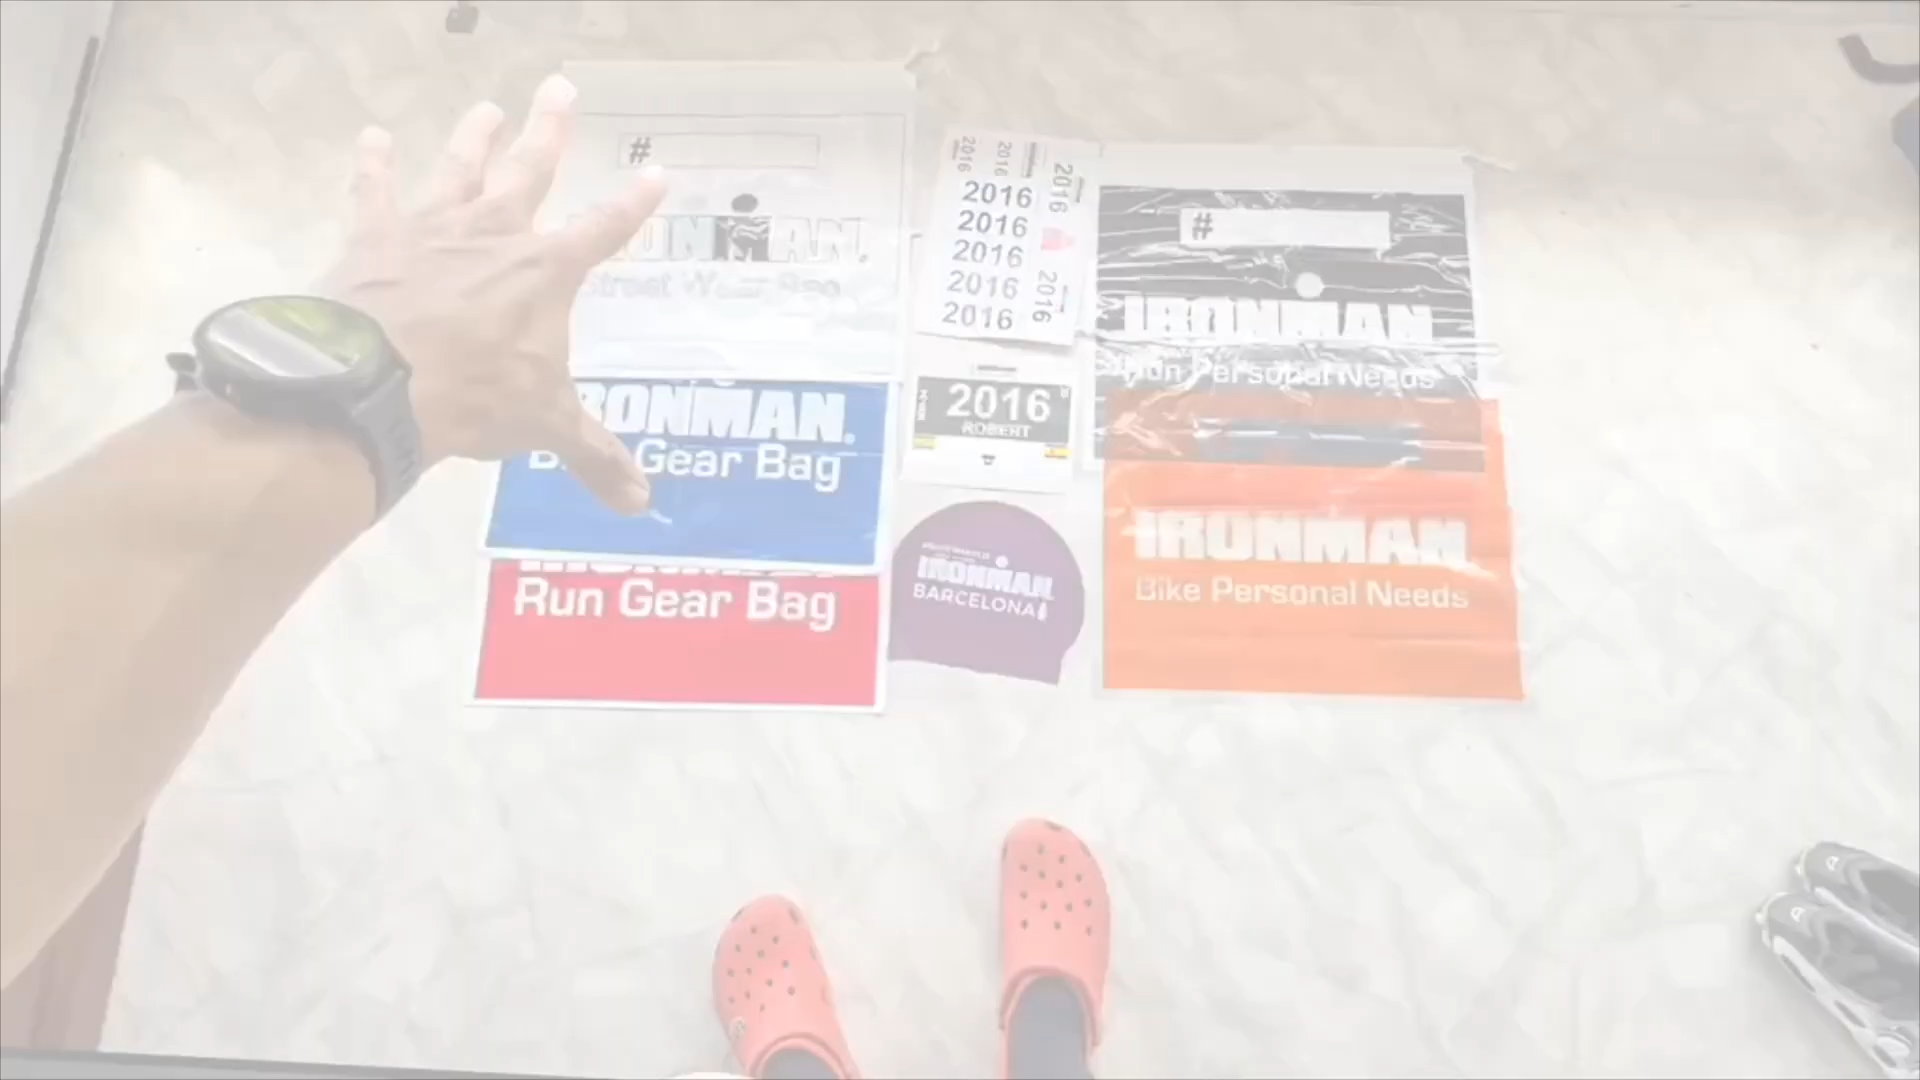 #
IRONMAN.
Street Wear Bag
IRONMAN.
Gear Bag
Run Gear Bag
2016
2016
2016
2016
2016
2016
2016
2016
2016
2016
ROBERT
IRONMAN
BARCELONA
#
IRONMAN
Run Personal Needs
IRONMAN
Bike Personal Needs